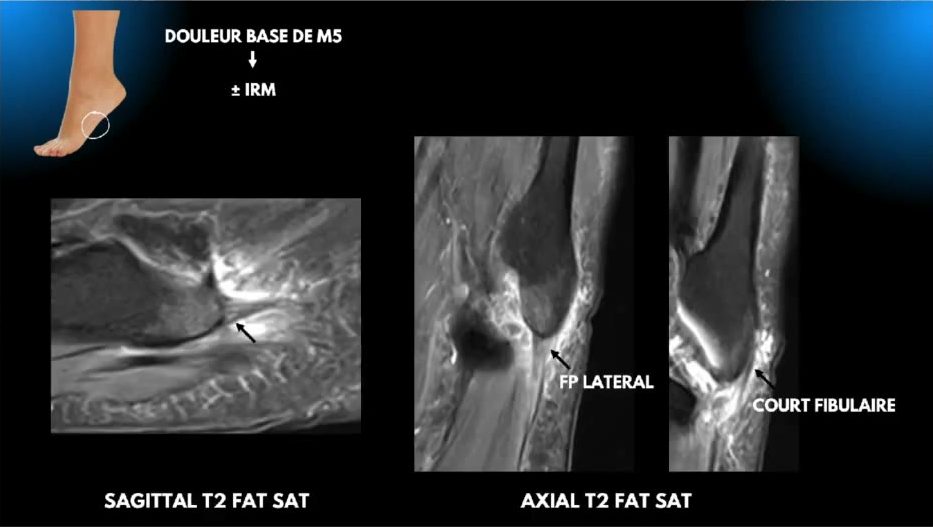 DOULEUR BASE DE M5
± IRM
FP LATERAL
COURT FIBULAIRE
SAGITTAL T2 FAT SAT
AXIAL T2 FAT SAT